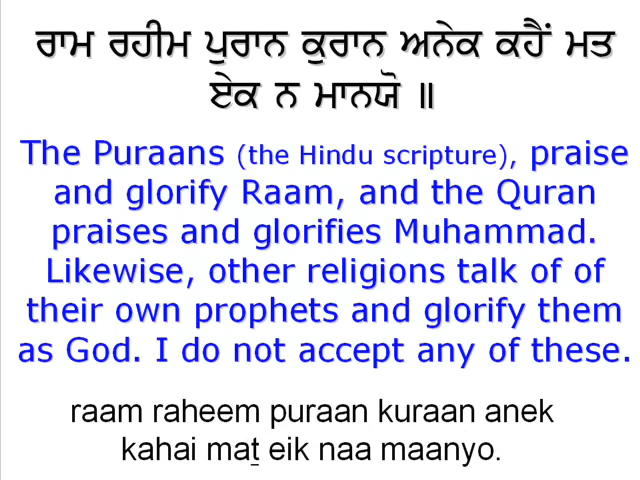 ਰਾਮ ਰਹੀਮ ਪੁਰਾਨ ਕੁਰਾਨ ਅਨੇਕ ਕਹੈਂ ਮਤ
ਏਕ ਨ ਮਾਨਯੋ ॥
The Puraans (the Hindu scripture), praise
and glorify Raam, and the Quran
praises and glorifies Muhammad.
Likewise, other religions talk of of
their own prophets and glorify them
as God. I do not accept any of these.
raam raheem puraan kuraan anek
kahai maṯ eik naa maanyo.